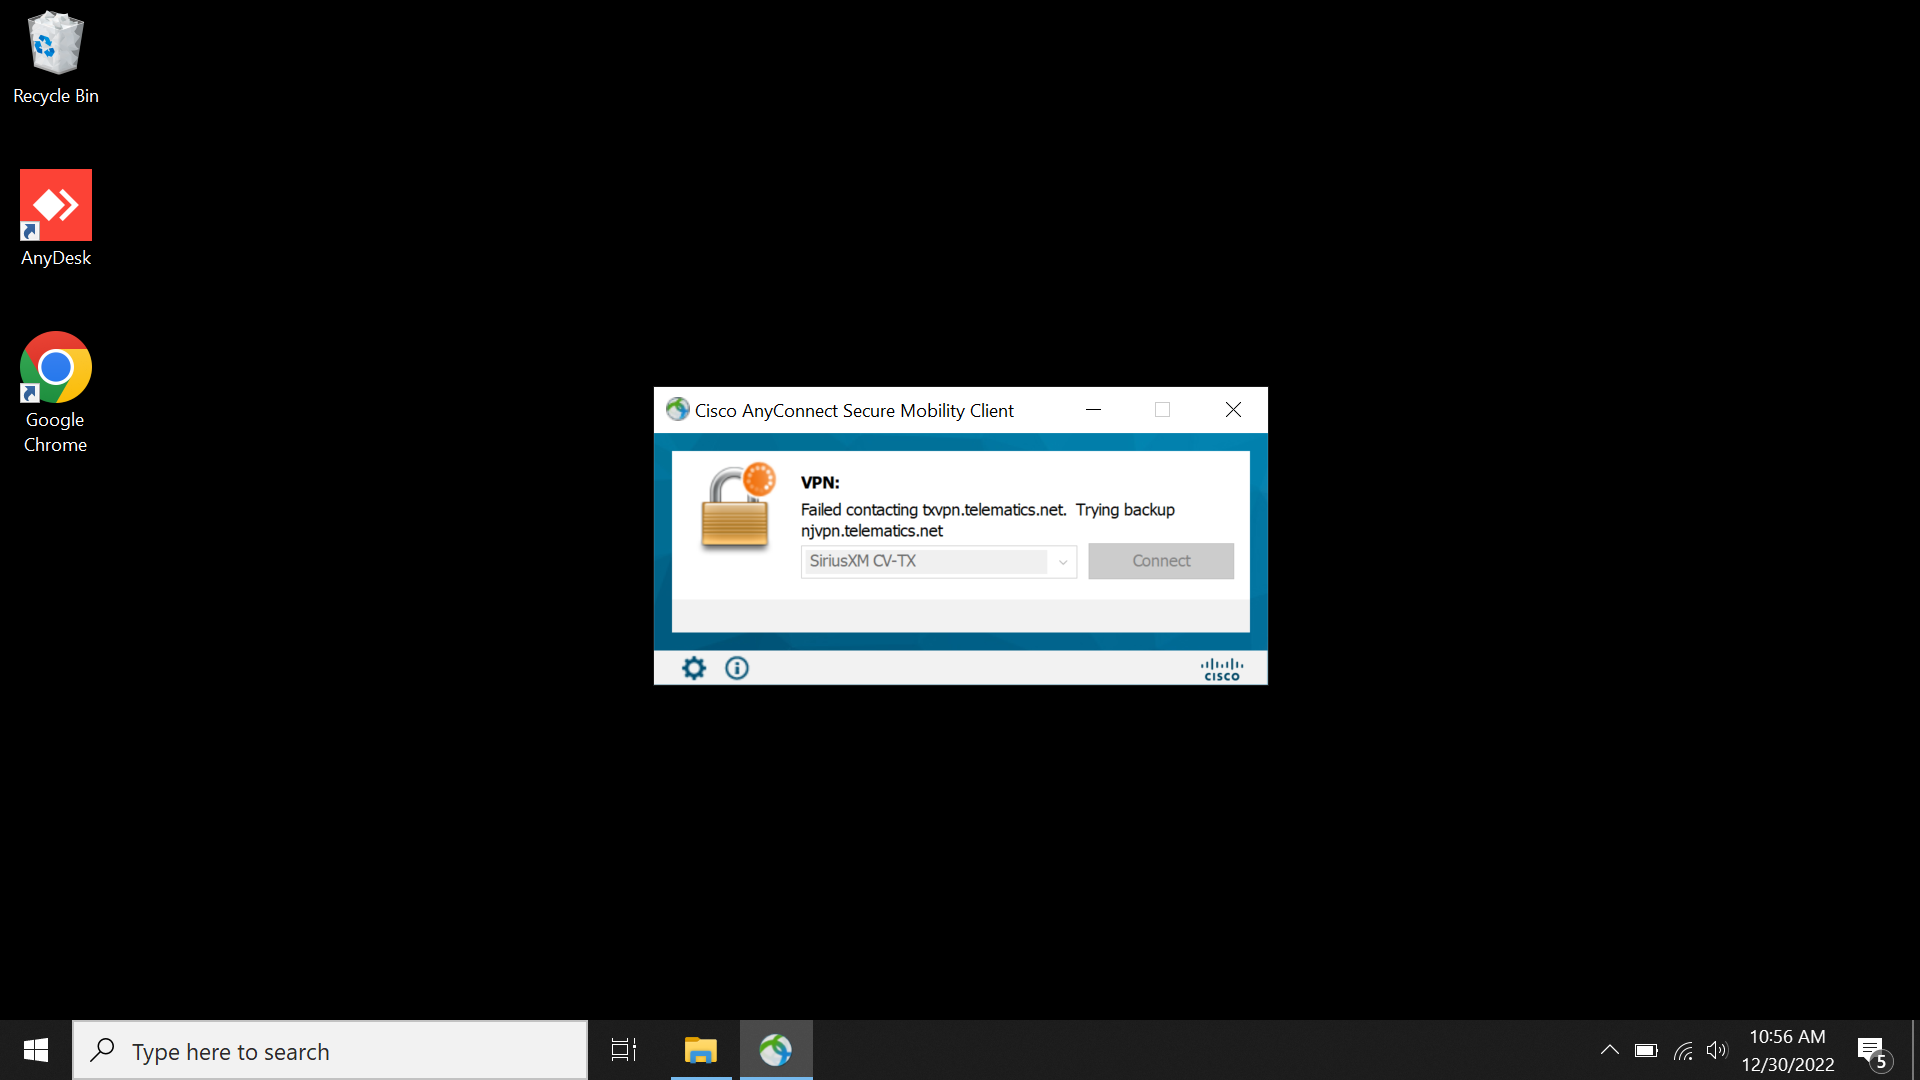 Recycle Bin
AnyDesk
Google
Chrome
Cisco AnyConnect Secure Mobility Client
VPN:
Failed contacting txvpn.telematics.net.  Trying backup
njvpn.telematics.net
SiriusXM CV-TX
Connect
CISCO
Type here to search
10:56 AM
12/30/2022
5